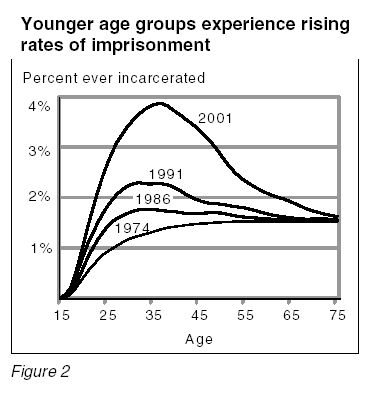 Younger age groups experience rising
rates of imprisonment
Percent ever incarcerated
4%
2001
3%
1991
2%
1986
1974
1%
15 25 35 45 55 65 75
Age
Figure 2